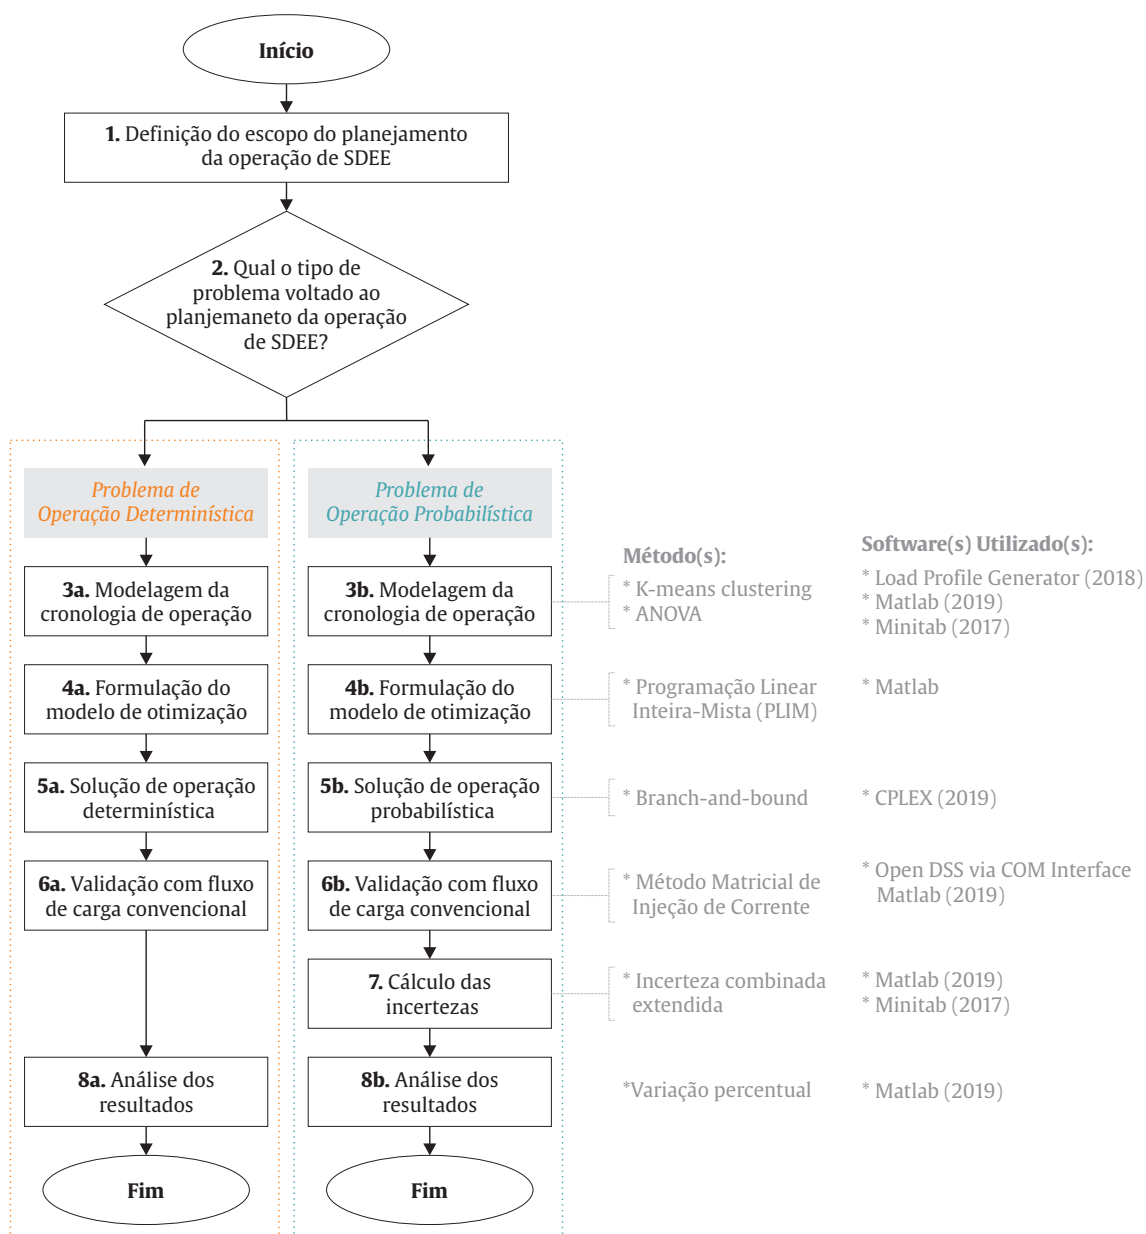 Início
1. Definição do escopo do planejamento
da operação de SDEE
2. Qual o tipo de
problema voltado ao
planjemaneto da operação
de SDEE?
Problema de
Operação Determinística
Problema de
Operação Probabilística
Método(s):
Software(s) Utilizado(s):
3a. Modelagem da
cronologia de operação
3b. Modelagem da
cronologia de operação
* K-means clustering
* ANOVA
* Load Profile Generator (2018)
* Matlab (2019)
* Minitab (2017)
4a. Formulação do
modelo de otimização
4b. Formulação do
modelo de otimização
* Programação Linear
Inteira-Mista (PLIM)
* Matlab
5a. Solução de operação
determinística
5b. Solução de operação
probabilística
* Branch-and-bound
* CPLEX (2019)
6a. Validação com fluxo
de carga convencional
6b. Validação com fluxo
de carga convencional
* Método Matricial de
Injeção de Corrente
* Open DSS via COM Interface
Matlab (2019)
7. Cálculo das
incertezas
* Incerteza combinada
extendida
* Matlab (2019)
* Minitab (2017)
8a. Análise dos
resultados
8b. Análise dos
resultados
*Variação percentual
* Matlab (2019)
Fim
Fim